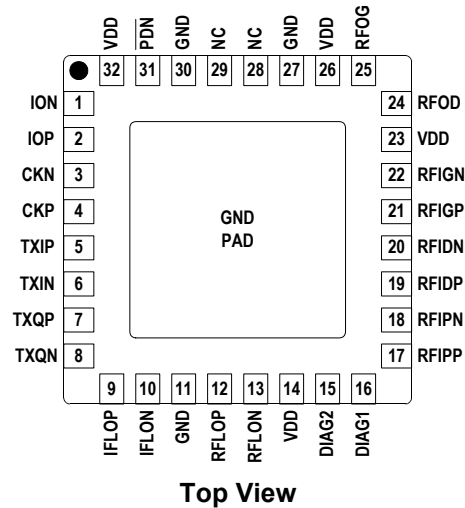 VDD
PDN
GND
NC
NC
GND
VDD
RFOG
32 31 30 29 28 27 26 25
ION 1
IOP 2
CKN 3
CKP 4
TXIP 5
TXIN 6
TXQP 7
TXQN 8
GND
PAD
24 RFOD
23 VDD
22 RFIGN
21 RFIGP
20 RFIDN
19 RFIDP
18 RFIPN
17 RFIPP
9 10 11 12 13 14 15 16
IFLOP
IFLON
GND
RFLOP
RFLON
VDD
DIAG2
DIAG1
Top View